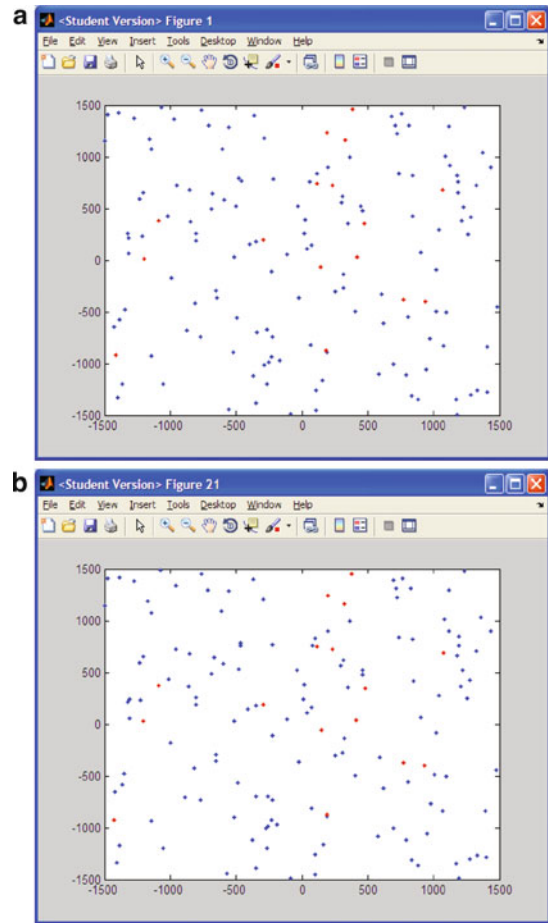 a
<Student Version> Figure 1
File Edit View Insert Tools Desktop Window Help
1500
1000
500
0
-500
-1000
-1500
-1500 -1000 -500 0 500 1000 1500
b
<Student Version> Figure 21
File Edit View Insert Tools Desktop Window Help
1500
1000
500
0
-500
-1000
-1500
-1500 -1000 -500 0 500 1000 1500